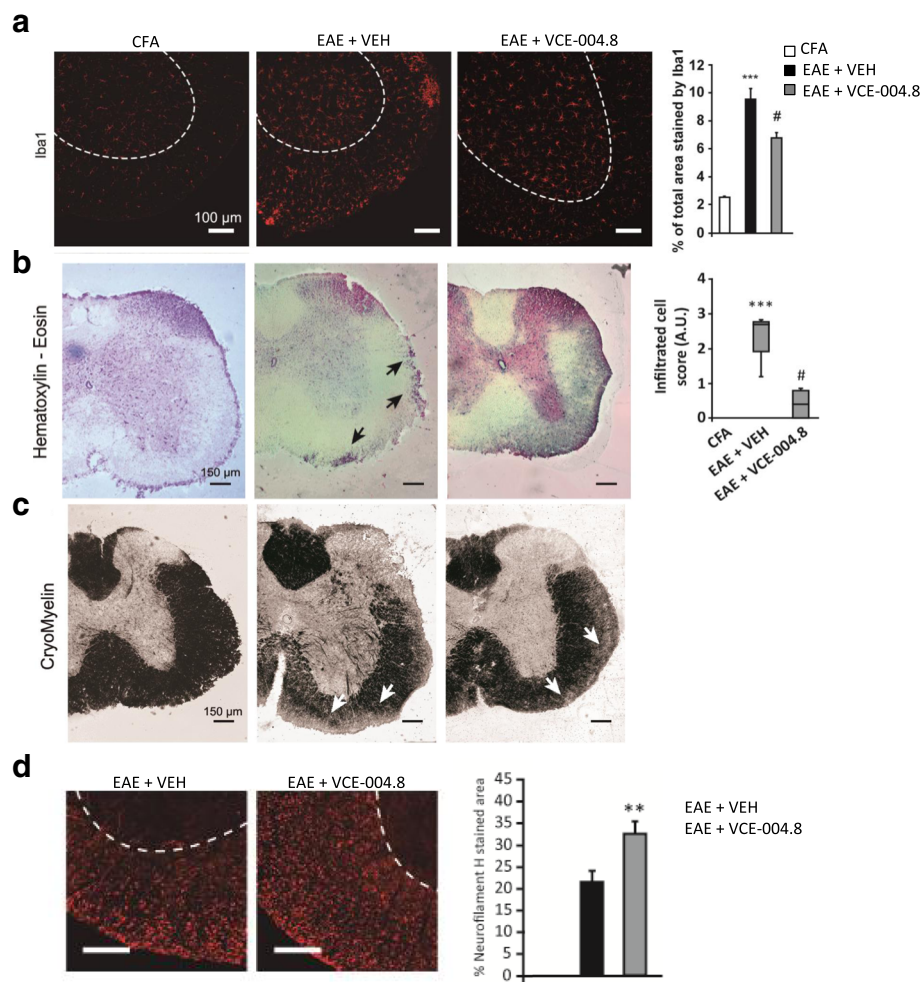 a
CFA
EAE + VEH
EAE + VCE-004.8
Iba1
100 µm
% of total area stained by Iba1
12
10
8
6
4
2
0
***
#
CFA
EAE + VEH
EAE + VCE-004.8
b
Hematoxylin - Eosin
150 µm
Infiltrated cell
score (A.U.)
4
3
2
1
0
***
#
CFA
EAE + VEH
EAE + VCE-004.8
c
CryoMyelin
150 µm
d
EAE + VEH
EAE + VCE-004.8
% Neurofilament H stained area
45
40
35
30
25
20
15
10
5
0
**
EAE + VEH
EAE + VCE-004.8